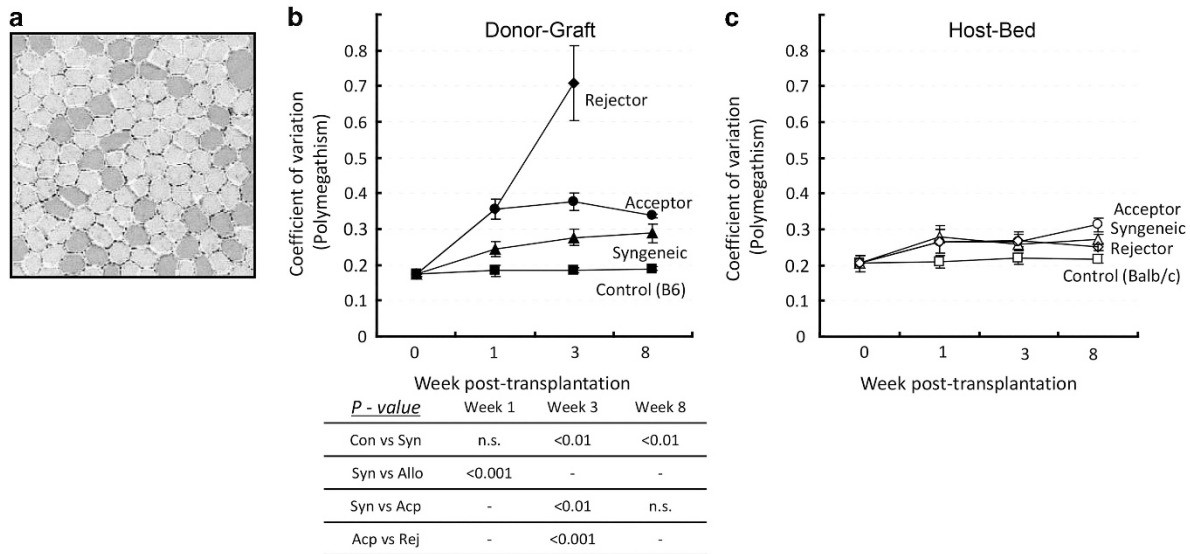 a
b
Donor-Graft
Coefficient of variation
(Polymegathism)
0.8
0.7
0.6
0.5
0.4
0.3
0.2
0.1
0
Rejector
Acceptor
Syngeneic
Control (B6)
0 1 3 8
Week post-transplantation
P - value Week 1 Week 3 Week 8
Con vs Syn n.s. <0.01 <0.01
Syn vs Allo <0.001 - -
Syn vs Acp - <0.01 n.s.
Acp vs Rej - <0.001 -
c
Host-Bed
Coefficient of variation
(Polymegathism)
0.8
0.7
0.6
0.5
0.4
0.3
0.2
0.1
0
Acceptor
Syngeneic
Rejector
Control (Balb/c)
0 1 3 8
Week post-transplantation